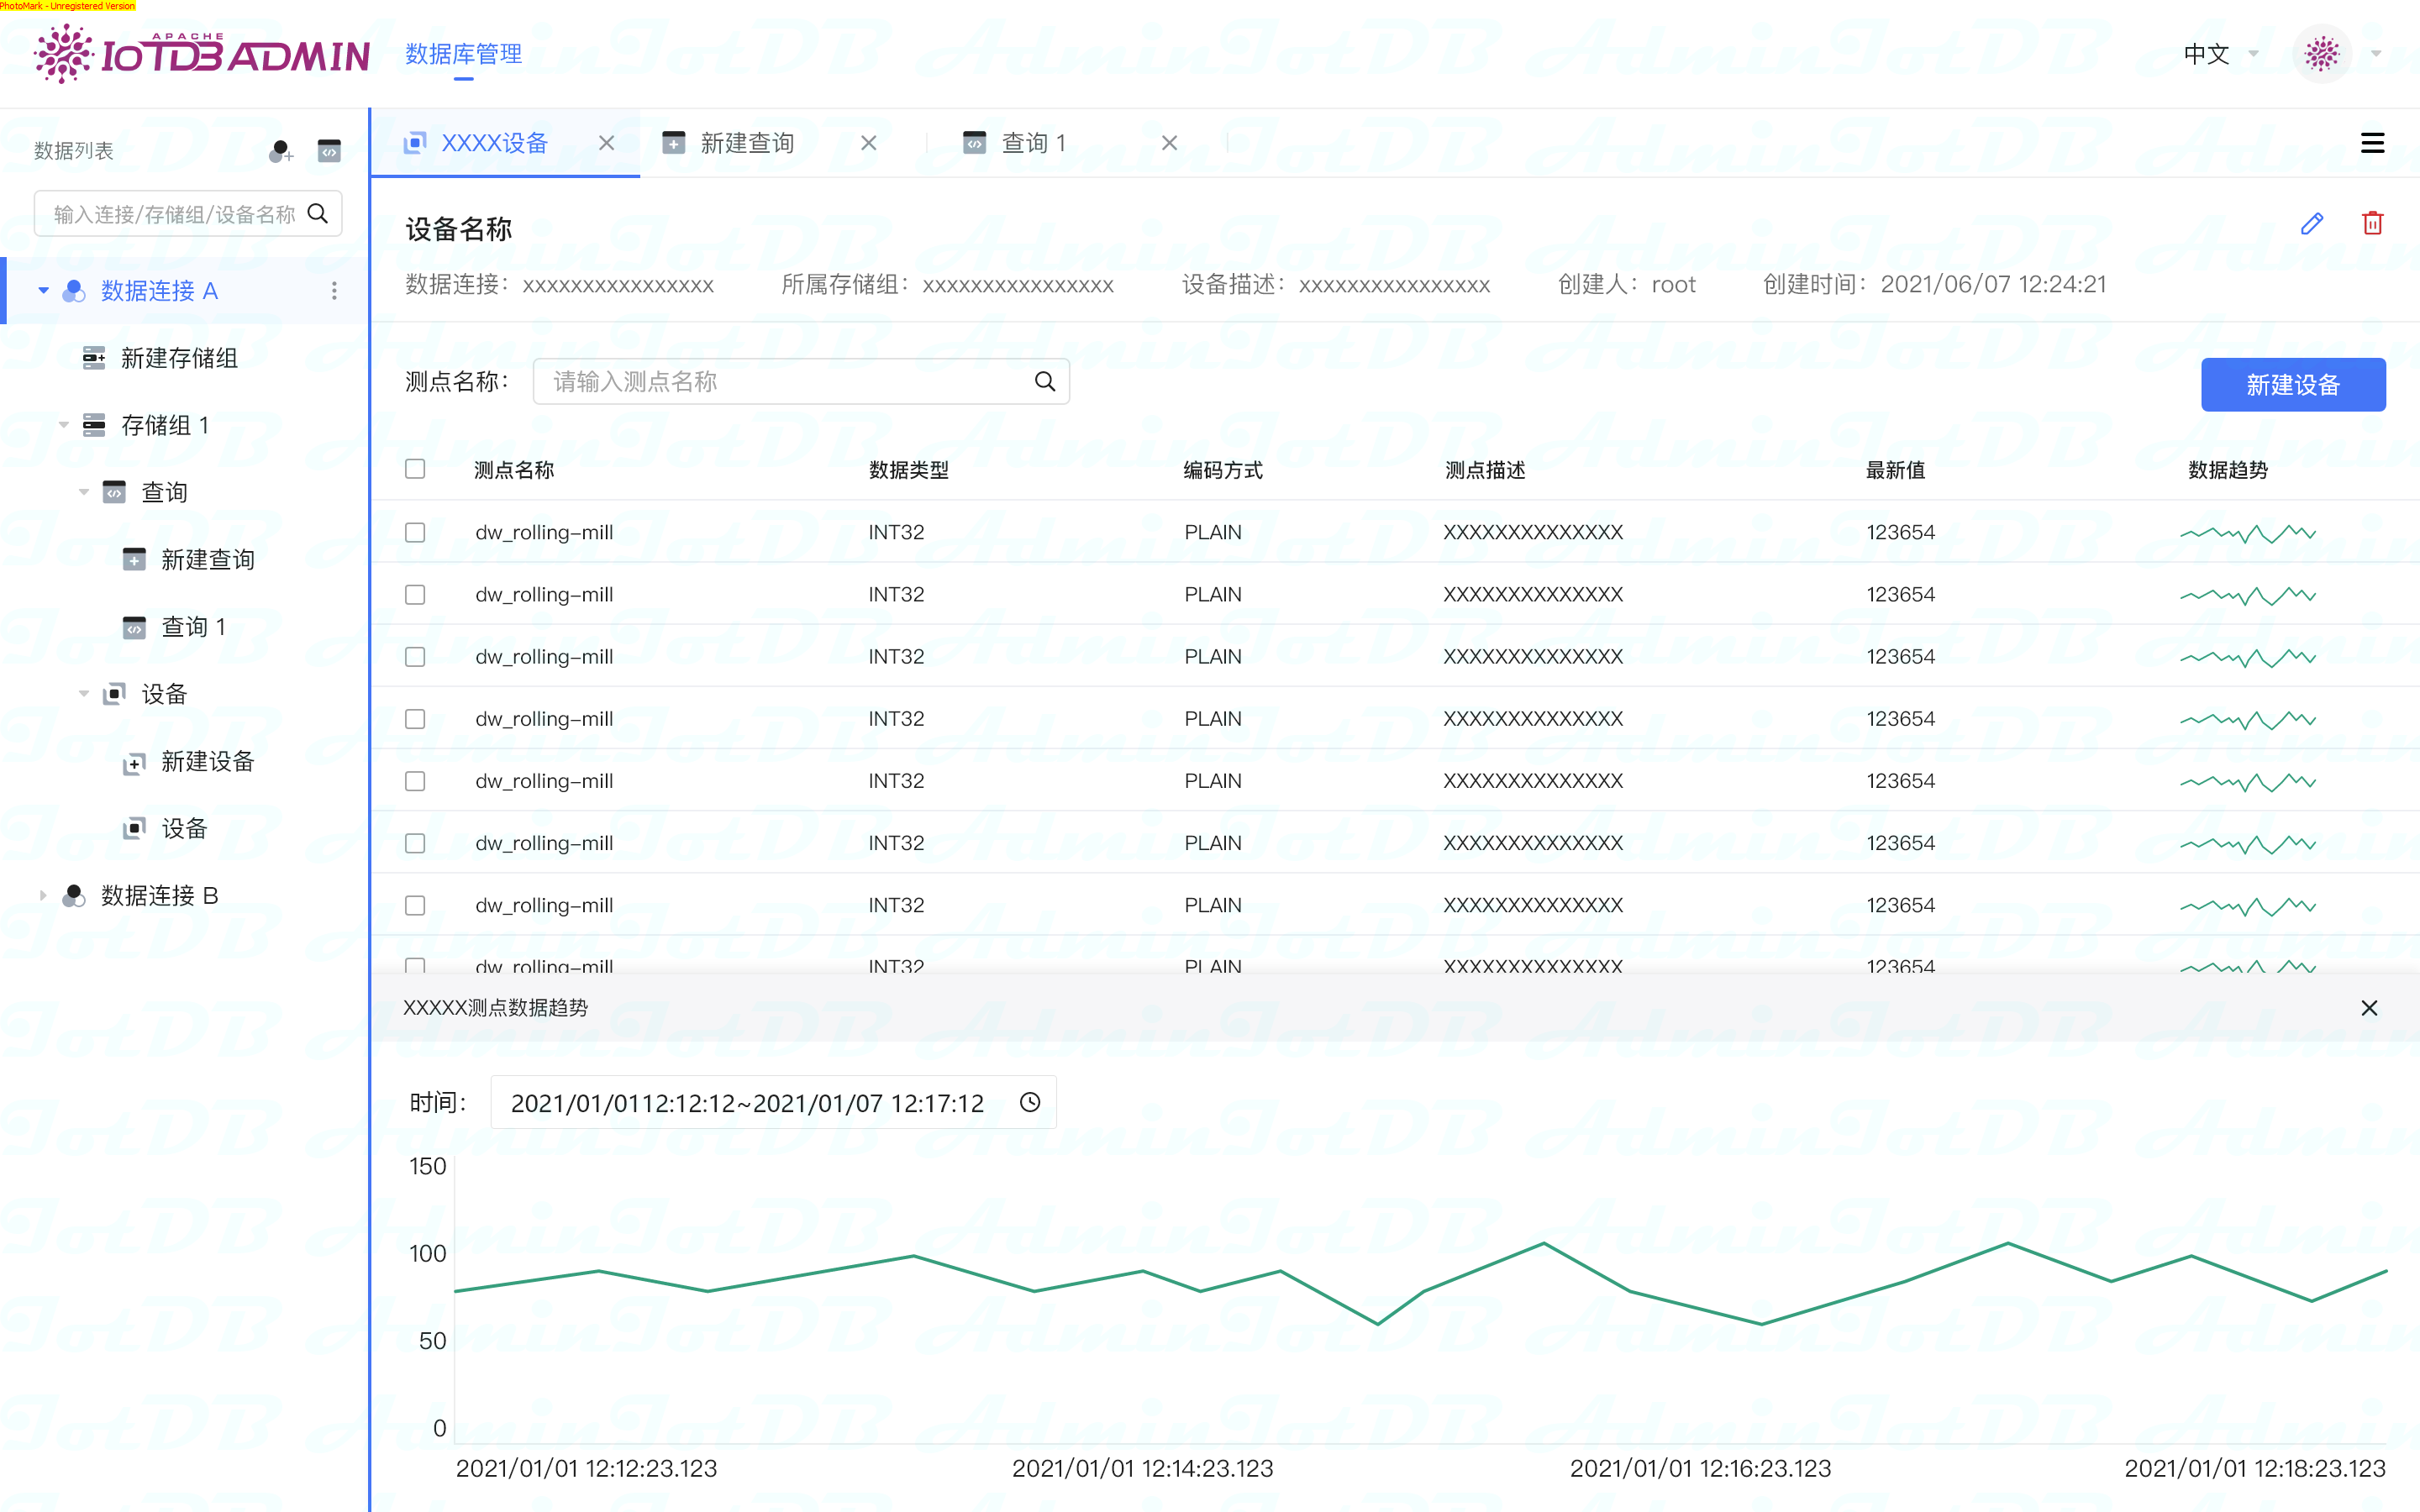 PhotoMark - Unregistered Version
APACHE
IoTDB ADMIN
数据库管理
中文
数据列表
输入连接/存储组/设备名称
数据连接 A
新建存储组
存储组 1
查询
新建查询
查询 1
设备
新建设备
设备
数据连接 B
XXXX设备
新建查询
查询 1
设备名称
数据连接：xxxxxxxxxxxxxxxx 所属存储组：xxxxxxxxxxxxxxxx 设备描述：xxxxxxxxxxxxxxxx 创建人：root 创建时间：2021/06/07 12:24:21
测点名称：
请输入测点名称
新建设备
测点名称 数据类型 编码方式 测点描述 最新值 数据趋势
dw_rolling-mill INT32 PLAIN XXXXXXXXXXXXXX 123654
dw_rolling-mill INT32 PLAIN XXXXXXXXXXXXXX 123654
dw_rolling-mill INT32 PLAIN XXXXXXXXXXXXXX 123654
dw_rolling-mill INT32 PLAIN XXXXXXXXXXXXXX 123654
dw_rolling-mill INT32 PLAIN XXXXXXXXXXXXXX 123654
dw_rolling-mill INT32 PLAIN XXXXXXXXXXXXXX 123654
dw_rolling-mill INT32 PLAIN XXXXXXXXXXXXXX 123654
dw_rolling-mill INT32 PLAIN XXXXXXXXXXXXXX 123654
XXXXX测点数据趋势
时间：
2021/01/0112:12:12~2021/01/07 12:17:12
150
100
50
0
2021/01/01 12:12:23.123 2021/01/01 12:14:23.123 2021/01/01 12:16:23.123 2021/01/01 12:18:23.123
AdminIotDB